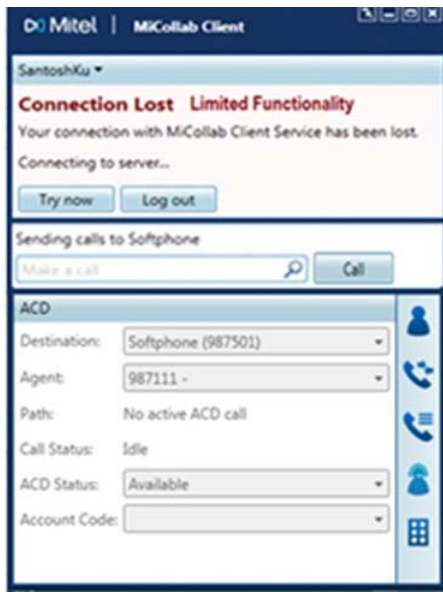 Mitel | MiCollab Client
SantoshKu
Connection Lost Limited Functionality
Your connection with MiCollab Client Service has been lost.
Connecting to server...
Try now Log out
Sending calls to Softphone
Make a call Call
ACD
Destination: Softphone (987501)
Agent: 987111 -
Path: No active ACD call
Call Status: Idle
ACD Status: Available
Account Code: